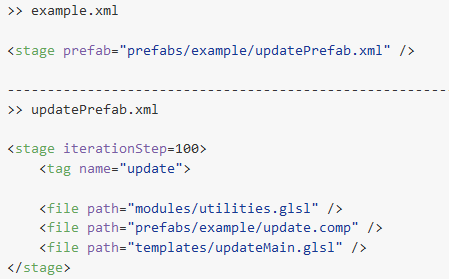 >> example.xml
<stage prefab="prefabs/example/updatePrefab.xml" />
--------------------------------------------------------
>> updatePrefab.xml
<stage iterationStep=100>
    <tag name="update">
    <file path="modules/utilities.glsl" />
    <file path="prefabs/example/update.comp" />
    <file path="templates/updateMain.glsl" />
</stage>